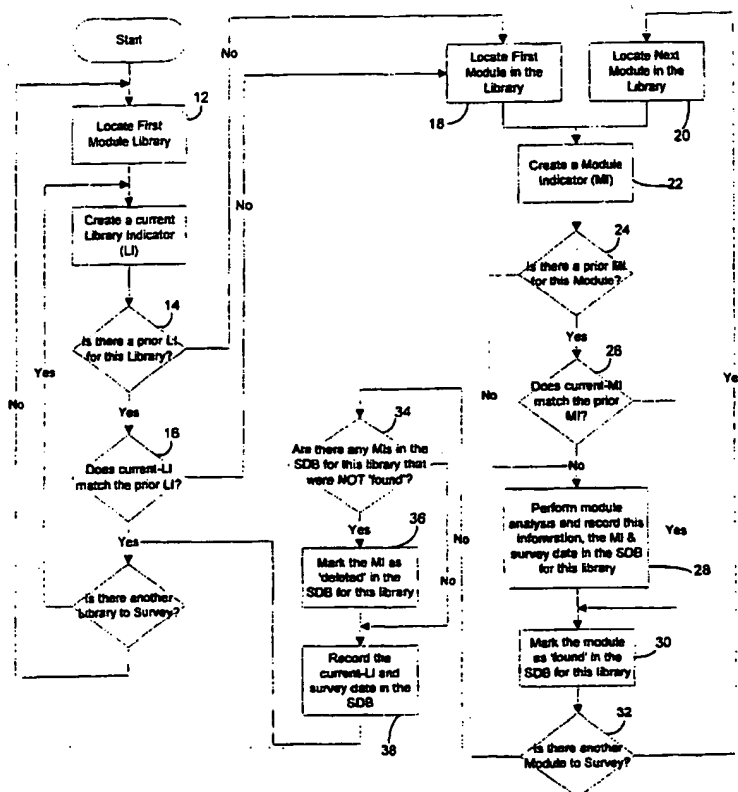 Start
12
Locate First
Module Library
Create a current
Library Indicator
(LI)
14
Is there a prior LI
for this Library?
No
Yes
16
Does current-LI
match the prior LI?
No
Yes
Is there another
Library to Survey?
Yes
No
Locate First
Module in the
Library
18
Locate Next
Module in the
Library
20
Create a Module
Indicator (MI)
22
24
Is there a prior MI
for this Module?
No
Yes
26
Does current-MI
match the prior
MI?
No
Yes
Perform module
analysis and record this
information, the MI &
survey date in the SDB
for this library
28
Mark the module
as 'found' in the
SDB for this library
30
32
Is there another
Module to Survey?
No
34
Are there any MIs in the
SDB for this library that
were NOT 'found'?
Yes
No
36
Mark the MI as
'deleted' in the
SDB for this library
Record the
current-LI and
survey date in the
SDB
38